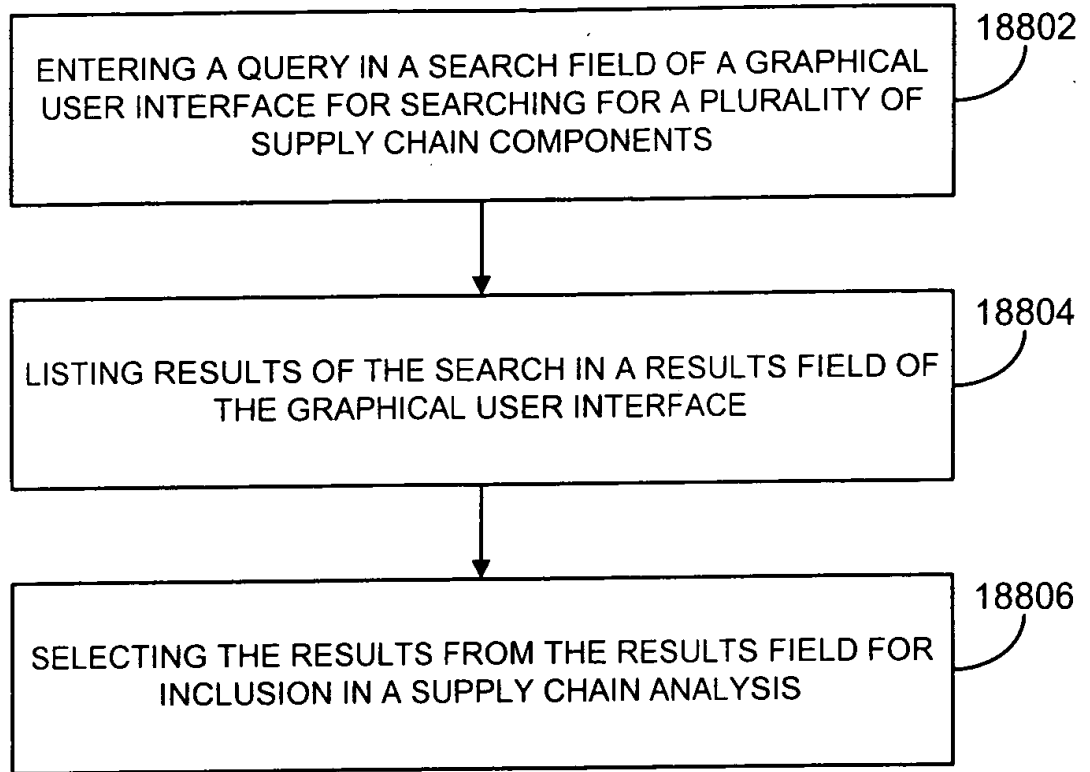 18802
ENTERING A QUERY IN A SEARCH FIELD OF A GRAPHICAL
USER INTERFACE FOR SEARCHING FOR A PLURALITY OF
SUPPLY CHAIN COMPONENTS
18804
LISTING RESULTS OF THE SEARCH IN A RESULTS FIELD OF
THE GRAPHICAL USER INTERFACE
18806
SELECTING THE RESULTS FROM THE RESULTS FIELD FOR
INCLUSION IN A SUPPLY CHAIN ANALYSIS